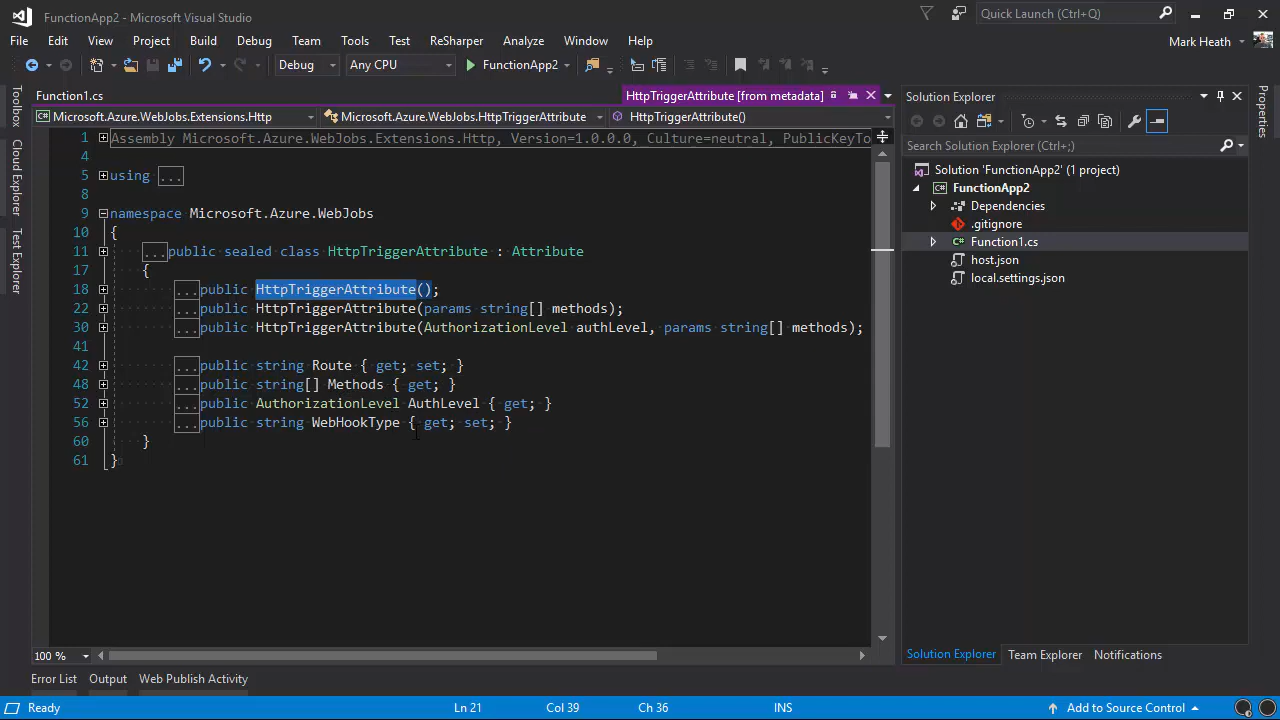 FunctionApp2 - Microsoft Visual Studio
Quick Launch (Ctrl+Q)
File Edit View Project Build Debug Team Tools Test ReSharper Analyze Window Help
Mark Heath
Debug Any CPU FunctionApp2
Toolbox
Cloud Explorer
Test Explorer
Function1.cs HttpTriggerAttribute [from metadata]
Microsoft.Azure.WebJobs.Extensions.Http Microsoft.Azure.WebJobs.HttpTriggerAttribute HttpTriggerAttribute()
1 Assembly Microsoft.Azure.WebJobs.Extensions.Http, Version=1.0.0.0, Culture=neutral, PublicKeyTo
4
5 using ...
8
9 namespace Microsoft.Azure.WebJobs
10 {
11 ...public sealed class HttpTriggerAttribute : Attribute
17 {
18 ...public HttpTriggerAttribute();
22 ...public HttpTriggerAttribute(params string[] methods);
30 ...public HttpTriggerAttribute(AuthorizationLevel authLevel, params string[] methods);
41
42 ...public string Route { get; set; }
48 ...public string[] Methods { get; }
52 ...public AuthorizationLevel AuthLevel { get; }
56 ...public string WebHookType { get; set; }
60 }
61 }
100 %
Solution Explorer
Search Solution Explorer (Ctrl+;)
Solution 'FunctionApp2' (1 project)
FunctionApp2
Dependencies
.gitignore
Function1.cs
host.json
local.settings.json
Solution Explorer Team Explorer Notifications
Properties
Error List Output Web Publish Activity
Ready Ln 21 Col 39 Ch 36 INS Add to Source Control